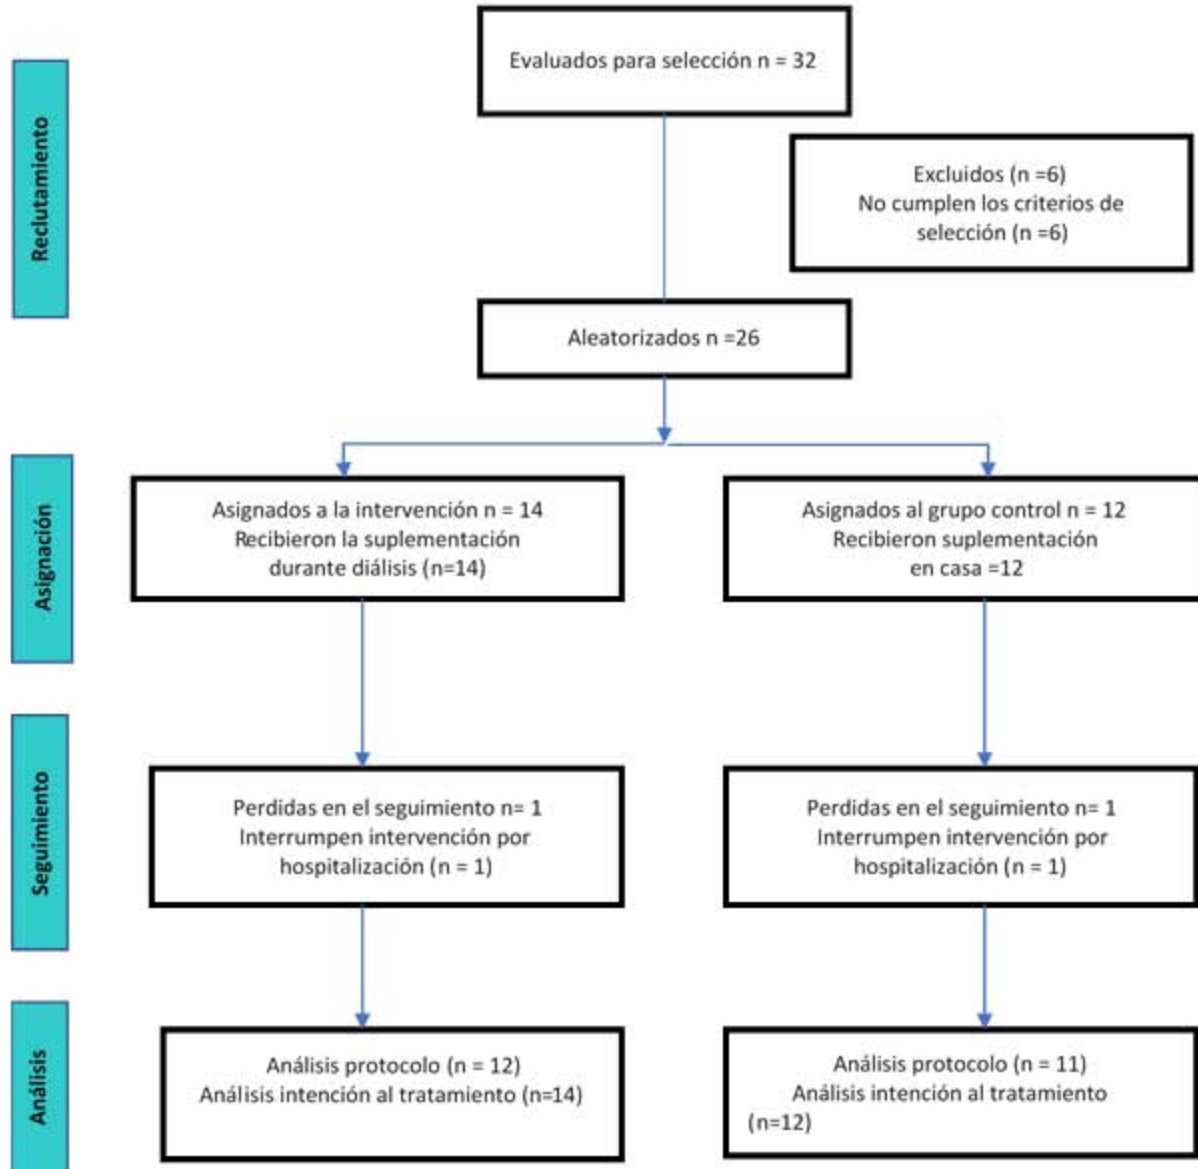 Reclutamiento
Evaluados para selección n = 32
Excluidos (n =6)
No cumplen los criterios de
selección (n =6)
Aleatorizados n =26
Asignación
Asignados a la intervención n = 14
Recibieron la suplementación
durante diálisis (n=14)
Asignados al grupo control n = 12
Recibieron suplementación
en casa =12
Seguimiento
Perdidas en el seguimiento n= 1
Interrumpen intervención por
hospitalización (n = 1)
Perdidas en el seguimiento n= 1
Interrumpen intervención por
hospitalización (n = 1)
Análisis
Análisis protocolo (n = 12)
Análisis intención al tratamiento (n=14)
Análisis protocolo (n = 11)
Análisis intención al tratamiento
(n=12)